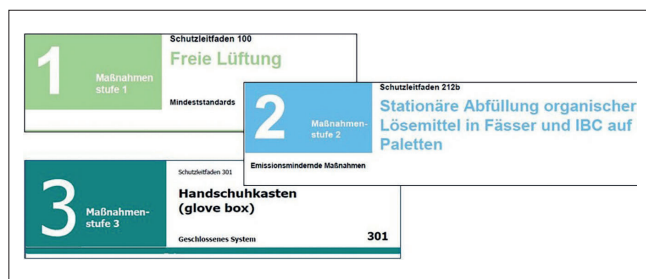 1
Maßnahmen
stufe 1
Schutzleitfaden 100
Freie Lüftung
Mindeststandards
2
Maßnahmen-
stufe 2
Schutzleitfaden 212b
Stationäre Abfüllung organischer
Lösemittel in Fässer und IBC auf
Paletten
Emissionsmindernde Maßnahmen
3
Maßnahmen-
stufe 3
Schutzleitfaden 301
Handschuhkasten
(glove box)
Geschlossenes System
301